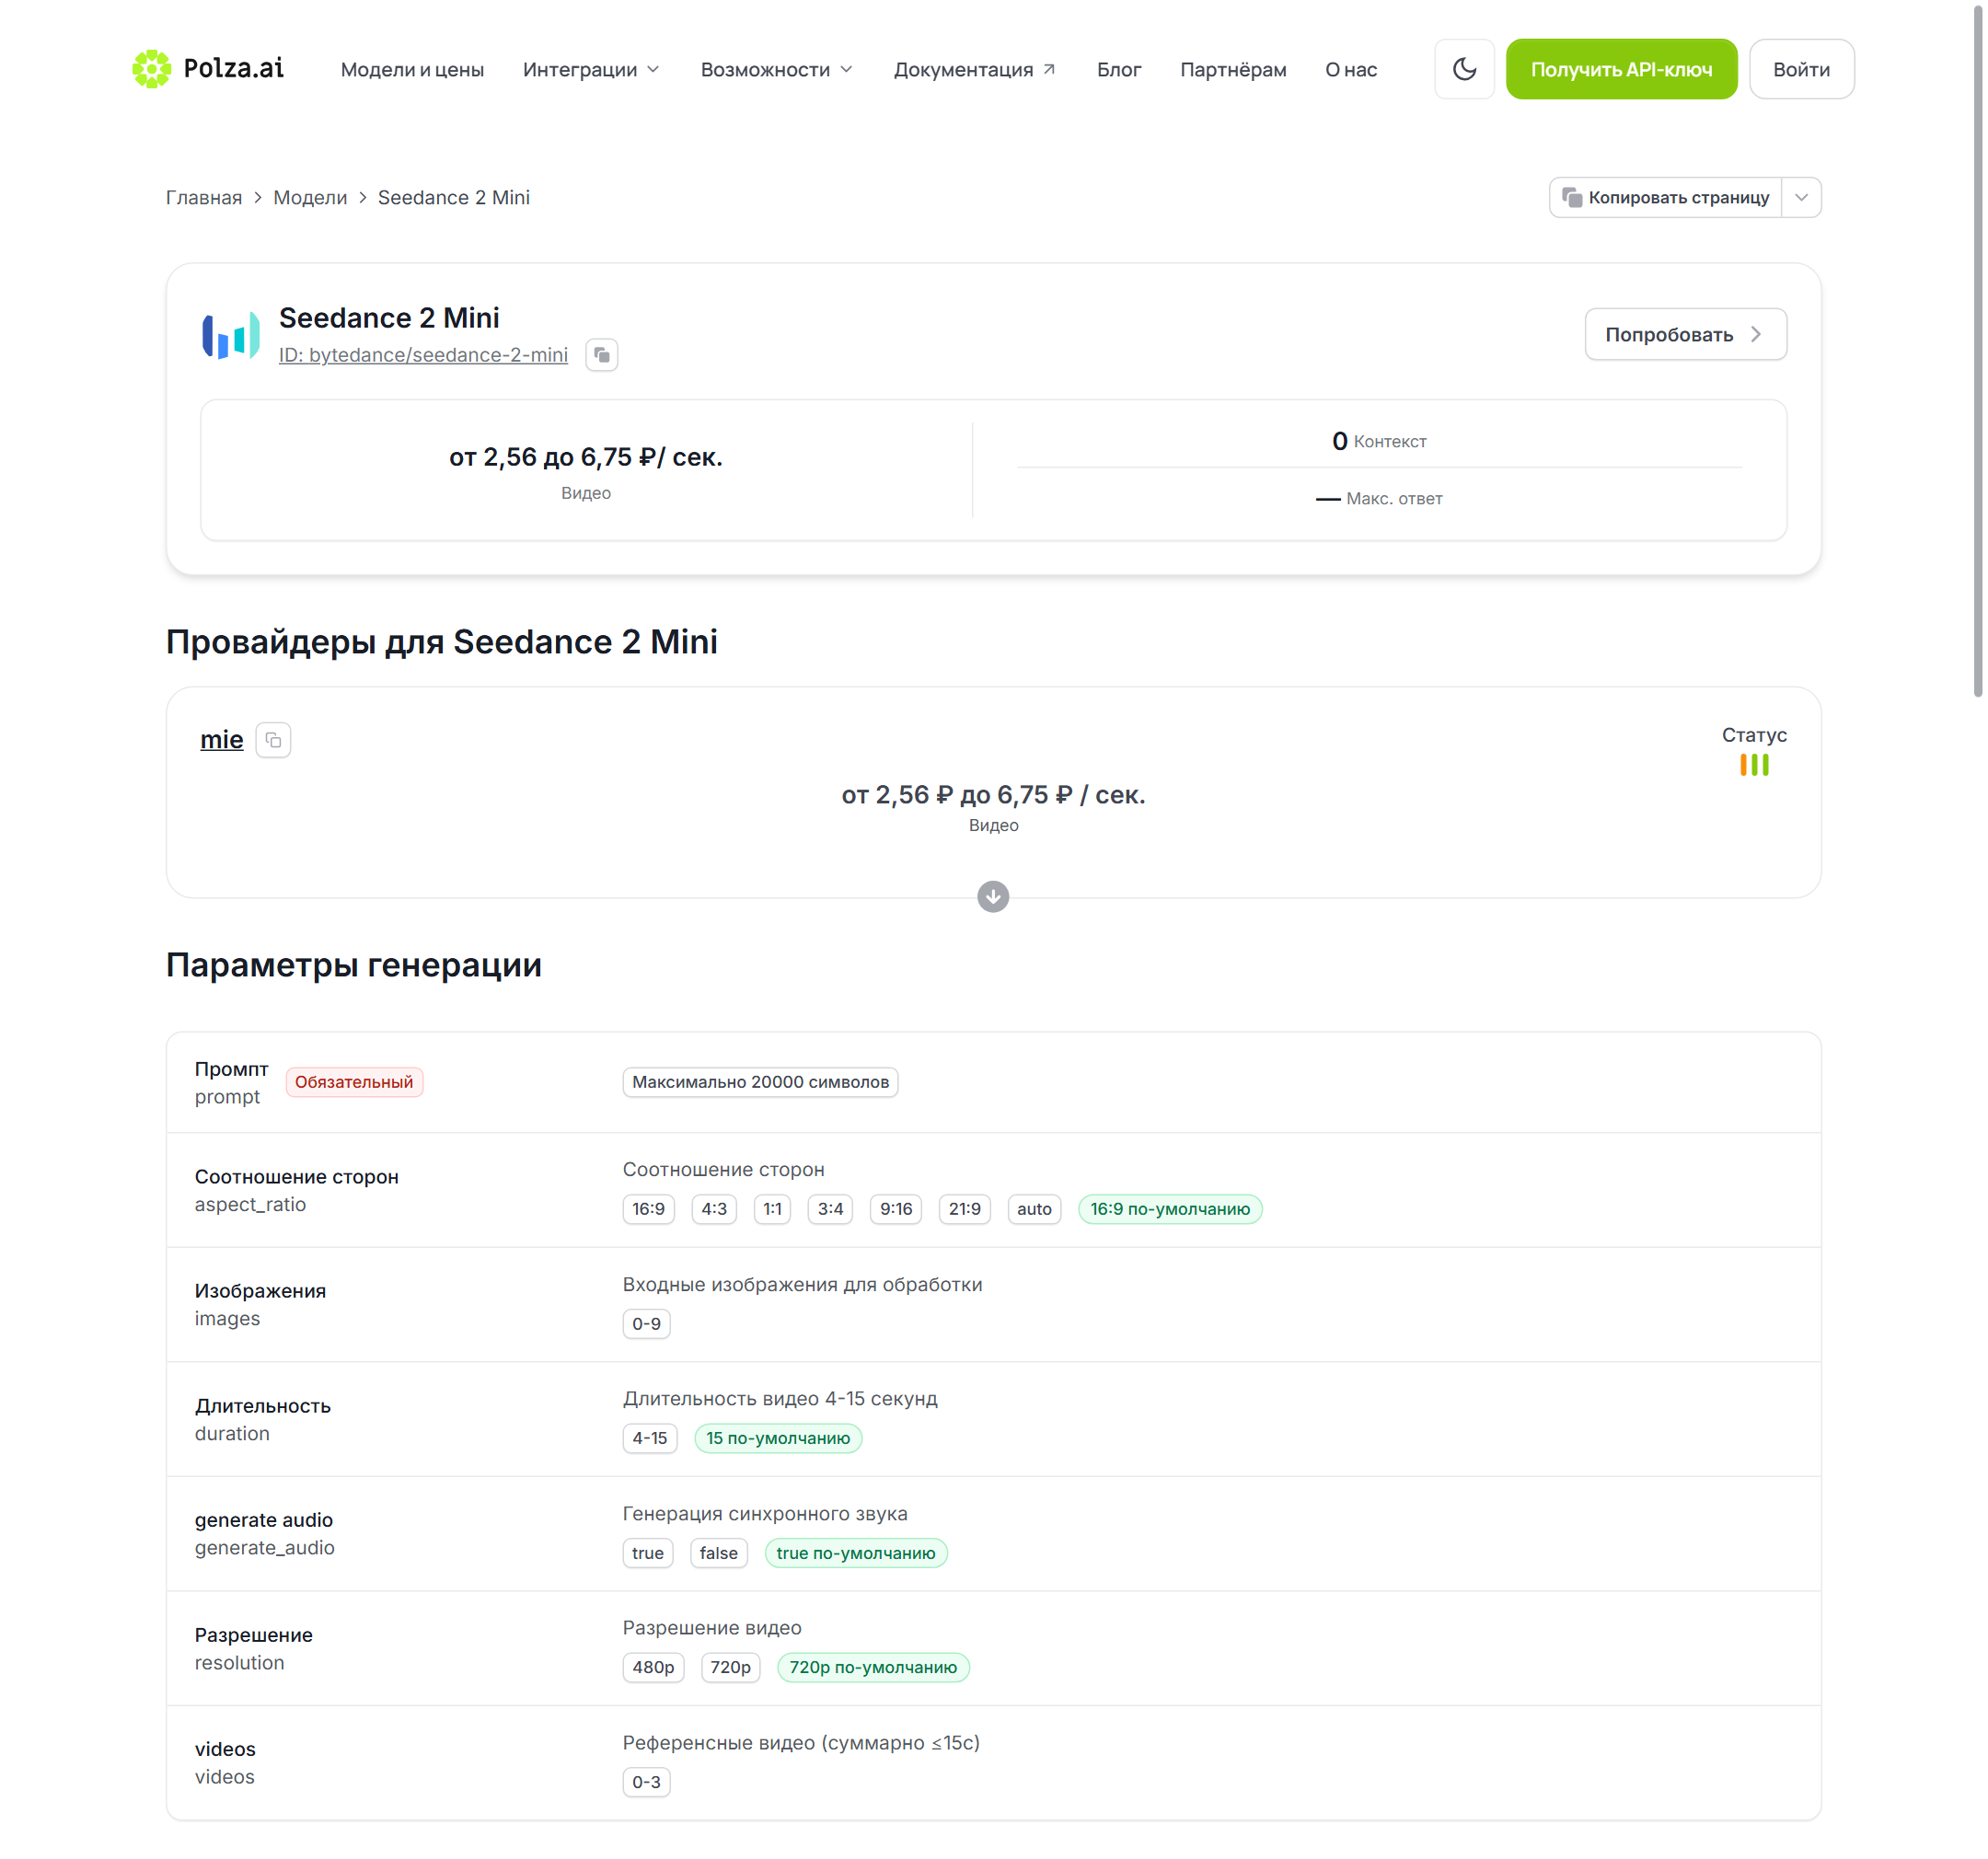 Polza.ai
Модели и цены
Интеграции
Возможности
Документация
Блог
Партнёрам
О нас
Получить API-ключ
Войти
Главная > Модели > Seedance 2 Mini
Копировать страницу
Seedance 2 Mini
ID: bytedance/seedance-2-mini
Попробовать
от 2,56 до 6,75 ₽/ сек.
Видео
0 Контекст
— Макс. ответ
Провайдеры для Seedance 2 Mini
mie
Статус
от 2,56 ₽ до 6,75 ₽ / сек.
Видео
Параметры генерации
Промпт
prompt
Обязательный
Максимально 20000 символов
Соотношение сторон
aspect_ratio
Соотношение сторон
16:9 4:3 1:1 3:4 9:16 21:9 auto 16:9 по-умолчанию
Изображения
images
Входные изображения для обработки
0-9
Длительность
duration
Длительность видео 4-15 секунд
4-15 15 по-умолчанию
generate audio
generate_audio
Генерация синхронного звука
true false true по-умолчанию
Разрешение
resolution
Разрешение видео
480p 720p 720p по-умолчанию
videos
videos
Референсные видео (суммарно ≤15с)
0-3